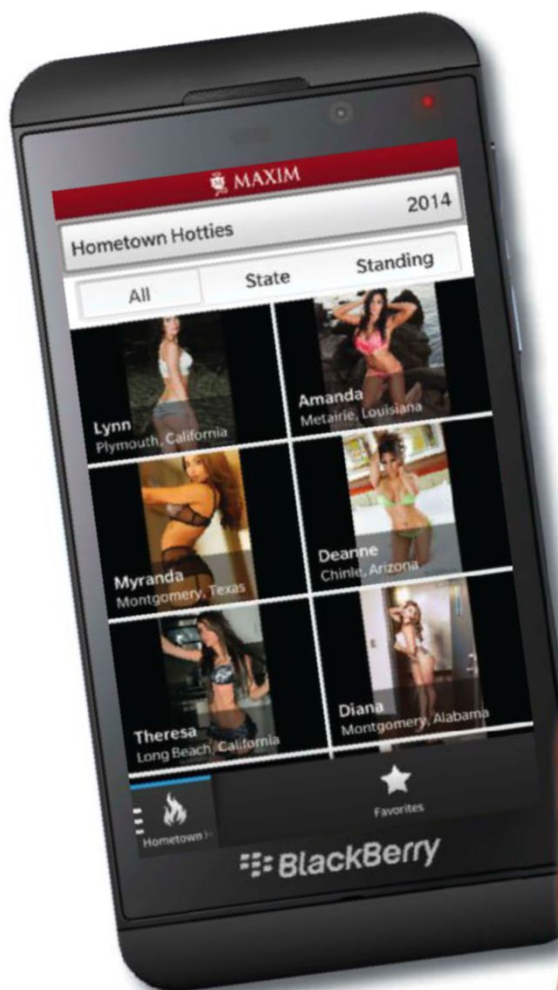 MAXIM
Hometown Hotties 2014
All State Standing
Lynn
Plymouth, California
Amanda
Metairie, Louisiana
Myranda
Montgomery, Texas
Deanne
Chinle, Arizona
Theresa
Long Beach, California
Diana
Montgomery, Alabama
Hometown H
Favorites
BlackBerry